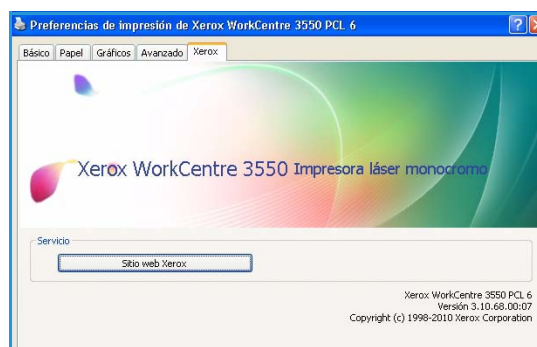 Preferencias de impresión de Xerox WorkCentre 3550 PCL 6
Básico Papel Gráficos Avanzado Xerox
Xerox WorkCentre 3550 Impresora láser monocromo
Servicio
Sitio web Xerox
Xerox WorkCentre 3550 PCL 6
Versión 3.10.68.00:07
Copyright (c) 1998-2010 Xerox Corporation